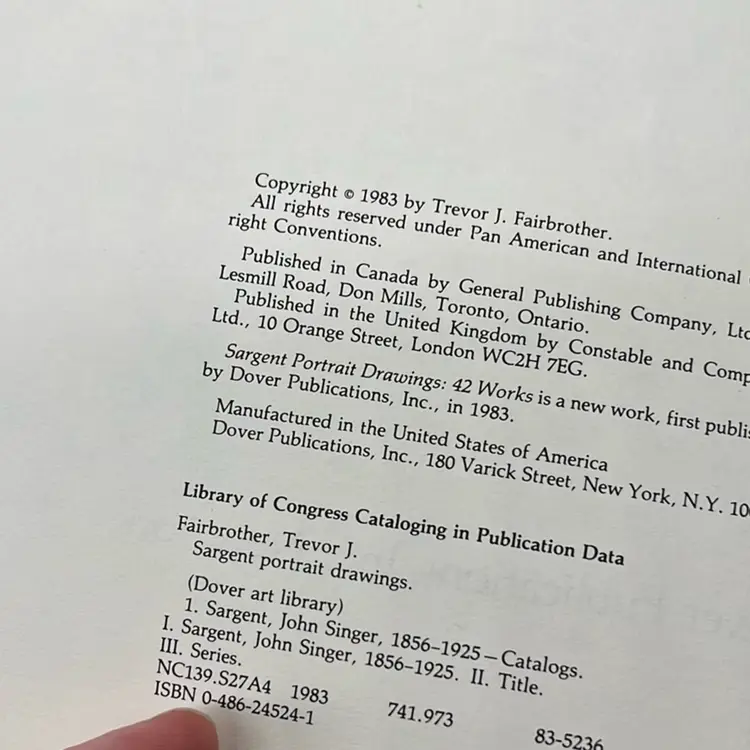 Copyright © 1983 by Trevor J. Fairbrother.
All rights reserved under Pan American and International
right Conventions.
Published in Canada by General Publishing Company, Ltd
Lesmill Road, Don Mills, Toronto, Ontario.
Published in the United Kingdom by Constable and Comp
Ltd., 10 Orange Street, London WC2H 7EG.
Sargent Portrait Drawings: 42 Works is a new work, first publis
by Dover Publications, Inc., in 1983.
Manufactured in the United States of America
Dover Publications, Inc., 180 Varick Street, New York, N.Y. 100
Library of Congress Cataloging in Publication Data
Fairbrother, Trevor J.
Sargent portrait drawings.
(Dover art library)
1. Sargent, John Singer, 1856–1925—Catalogs.
I. Sargent, John Singer, 1856–1925. II. Title.
III. Series.
NC139.S27A4 1983 741.973 83-5236
ISBN 0-486-24524-1